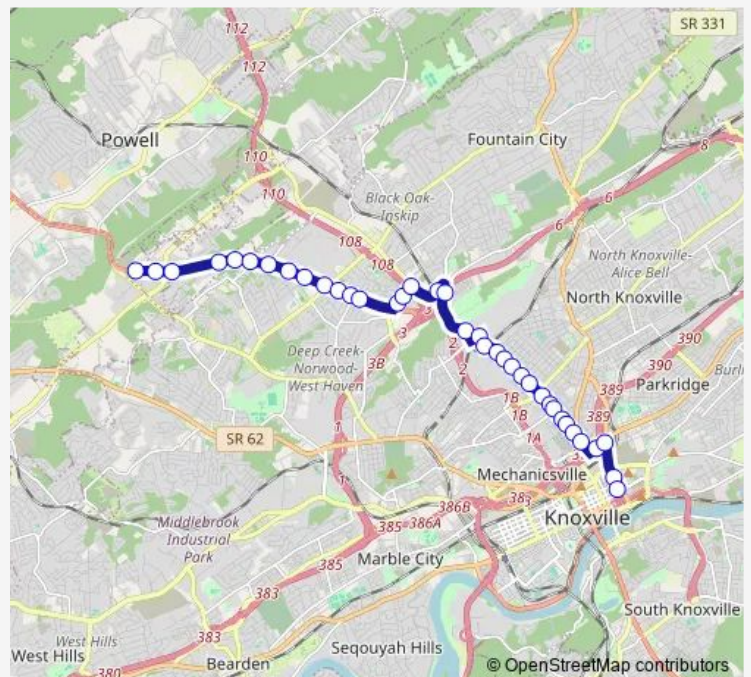 112
SR 331
112
Powell
Fountain City
110
8
110
Black Oak-
Inskip
6
6
108
108
North Knoxville-
Alice Bell
North Knoxville
3
3
Deep Creek-
Norwood-
West Haven
2
2
3B
390
390
Parkridge
389
389
1B
1B
1A
1
SR 62
Mechanicsville
1
386B
383
Knoxville
385
386A
Middlebrook
Industrial
Park
Marble City
385
383
South Knoxville
383
West Hills
West Hills
Seqouyah Hills
380
Bearden
© OpenStreetMap contributors